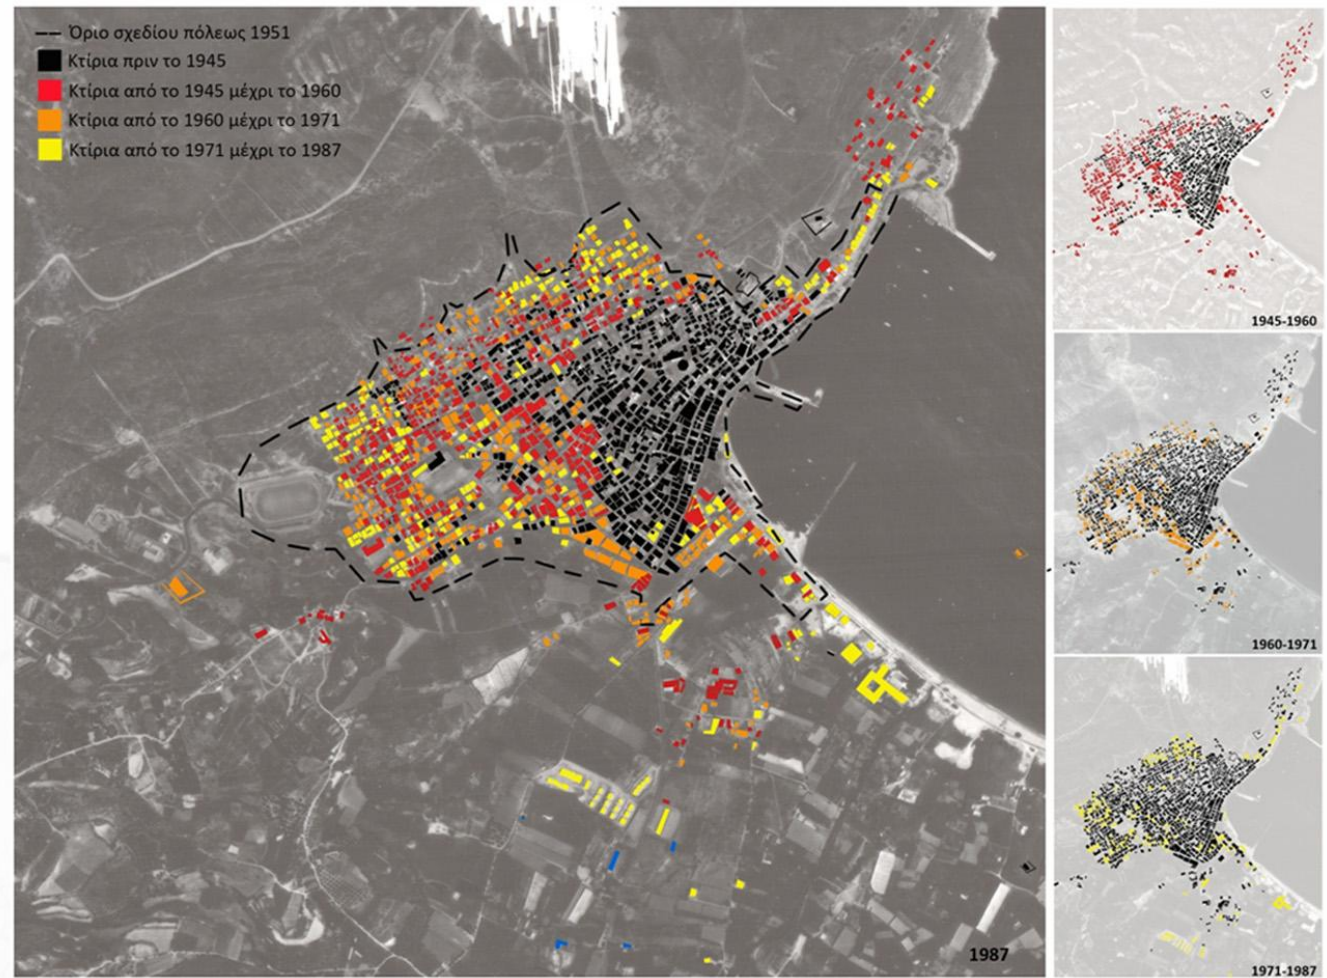 Όριο σχεδίου πόλεως 1951
Κτίρια πριν το 1945
Κτίρια από το 1945 μέχρι το 1960
Κτίρια από το 1960 μέχρι το 1971
Κτίρια από το 1971 μέχρι το 1987
1987
1945-1960
1960-1971
1971-1987